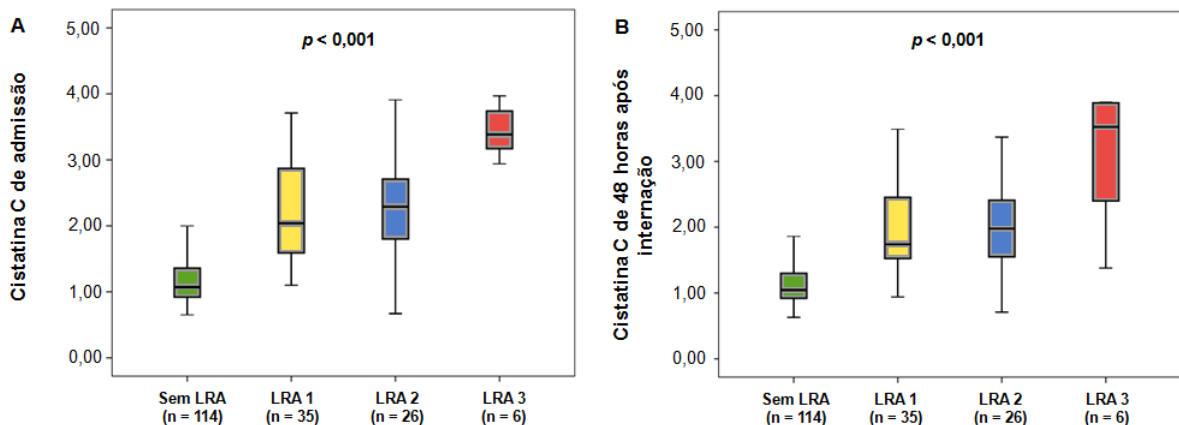 A
p < 0,001
Cistatina C de admissão
5,00
4,00
3,00
2,00
1,00
0,00
Sem LRA
(n = 114)
LRA 1
(n = 35)
LRA 2
(n = 26)
LRA 3
(n = 6)
B
p < 0,001
Cistatina C de 48 horas após
internação
5,00
4,00
3,00
2,00
1,00
0,00
Sem LRA
(n = 114)
LRA 1
(n = 35)
LRA 2
(n = 26)
LRA 3
(n = 6)